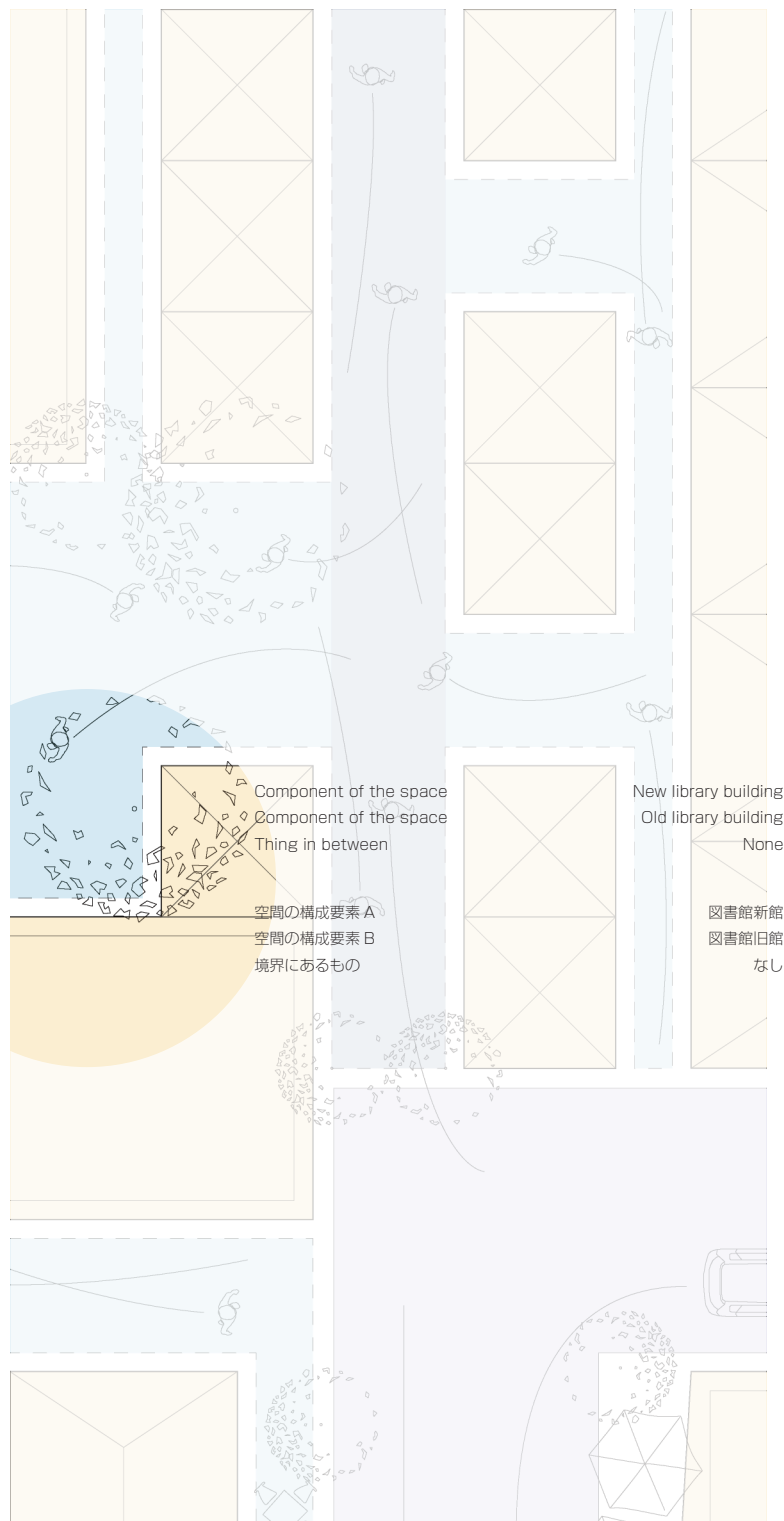 Component of the space New library building
Component of the space Old library building
Thing in between None
空間の構成要素 A 図書館新館
空間の構成要素 B 図書館旧館
境界にあるもの なし